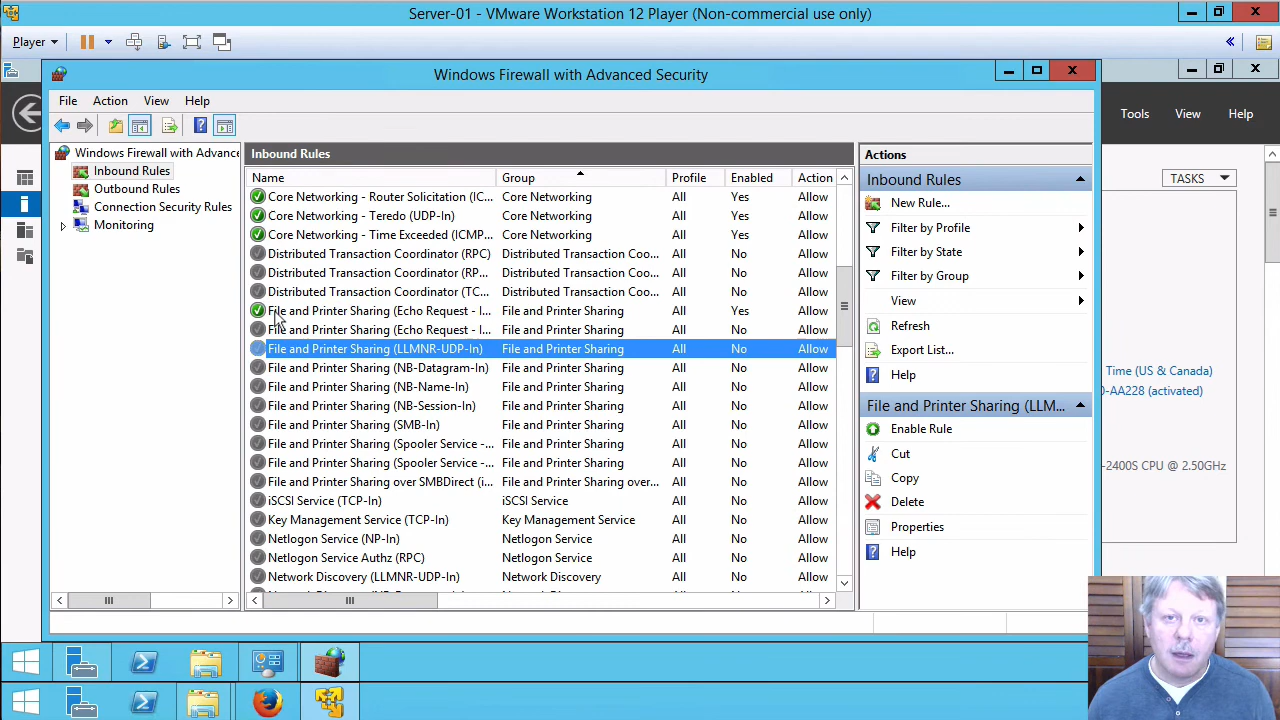 Server-01 - VMware Workstation 12 Player (Non-commercial use only)
Player
Windows Firewall with Advanced Security
File Action View Help
Tools View Help
Windows Firewall with Advance
Inbound Rules
Outbound Rules
Connection Security Rules
Monitoring
Inbound Rules
Name Group Profile Enabled Action
Core Networking - Router Solicitation (IC... Core Networking All Yes Allow
Core Networking - Teredo (UDP-In) Core Networking All Yes Allow
Core Networking - Time Exceeded (ICMP... Core Networking All Yes Allow
Distributed Transaction Coordinator (RPC) Distributed Transaction Coo... All No Allow
Distributed Transaction Coordinator (RP... Distributed Transaction Coo... All No Allow
Distributed Transaction Coordinator (TC... Distributed Transaction Coo... All No Allow
File and Printer Sharing (Echo Request - I... File and Printer Sharing All Yes Allow
File and Printer Sharing (Echo Request - I... File and Printer Sharing All No Allow
File and Printer Sharing (LLMNR-UDP-In) File and Printer Sharing All No Allow
File and Printer Sharing (NB-Datagram-In) File and Printer Sharing All No Allow
File and Printer Sharing (NB-Name-In) File and Printer Sharing All No Allow
File and Printer Sharing (NB-Session-In) File and Printer Sharing All No Allow
File and Printer Sharing (SMB-In) File and Printer Sharing All No Allow
File and Printer Sharing (Spooler Service -... File and Printer Sharing All No Allow
File and Printer Sharing (Spooler Service -... File and Printer Sharing All No Allow
File and Printer Sharing over SMBDirect (i... File and Printer Sharing over... All No Allow
iSCSI Service (TCP-In) iSCSI Service All No Allow
Key Management Service (TCP-In) Key Management Service All No Allow
Netlogon Service (NP-In) Netlogon Service All No Allow
Netlogon Service Authz (RPC) Netlogon Service All No Allow
Network Discovery (LLMNR-UDP-In) Network Discovery All No Allow
Actions
Inbound Rules
New Rule...
Filter by Profile
Filter by State
Filter by Group
View
Refresh
Export List...
Help
File and Printer Sharing (LLM...
Enable Rule
Cut
Copy
Delete
Properties
Help
TASKS
Time (US & Canada)
0-AA228 (activated)
-2400S CPU @ 2.50GHz